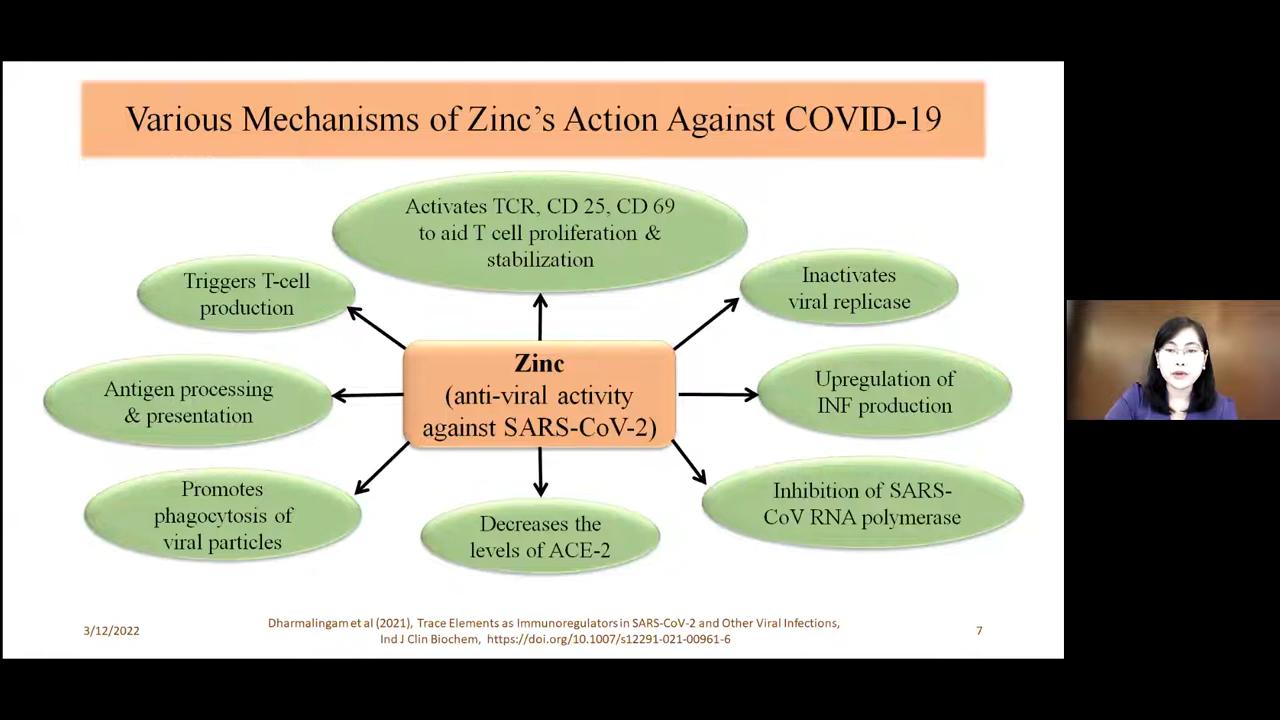 Various Mechanisms of Zinc’s Action Against COVID-19
Activates TCR, CD 25, CD 69
to aid T cell proliferation &
stabilization
Triggers T-cell
production
Inactivates
viral replicase
Antigen processing
& presentation
Zinc
(anti-viral activity
against SARS-CoV-2)
Upregulation of
INF production
Promotes
phagocytosis of
viral particles
Decreases the
levels of ACE-2
Inhibition of SARS-
CoV RNA polymerase
3/12/2022
Dharmalingam et al (2021), Trace Elements as Immunoregulators in SARS-CoV-2 and Other Viral Infections,
Ind J Clin Biochem, https://doi.org/10.1007/s12291-021-00961-6
7